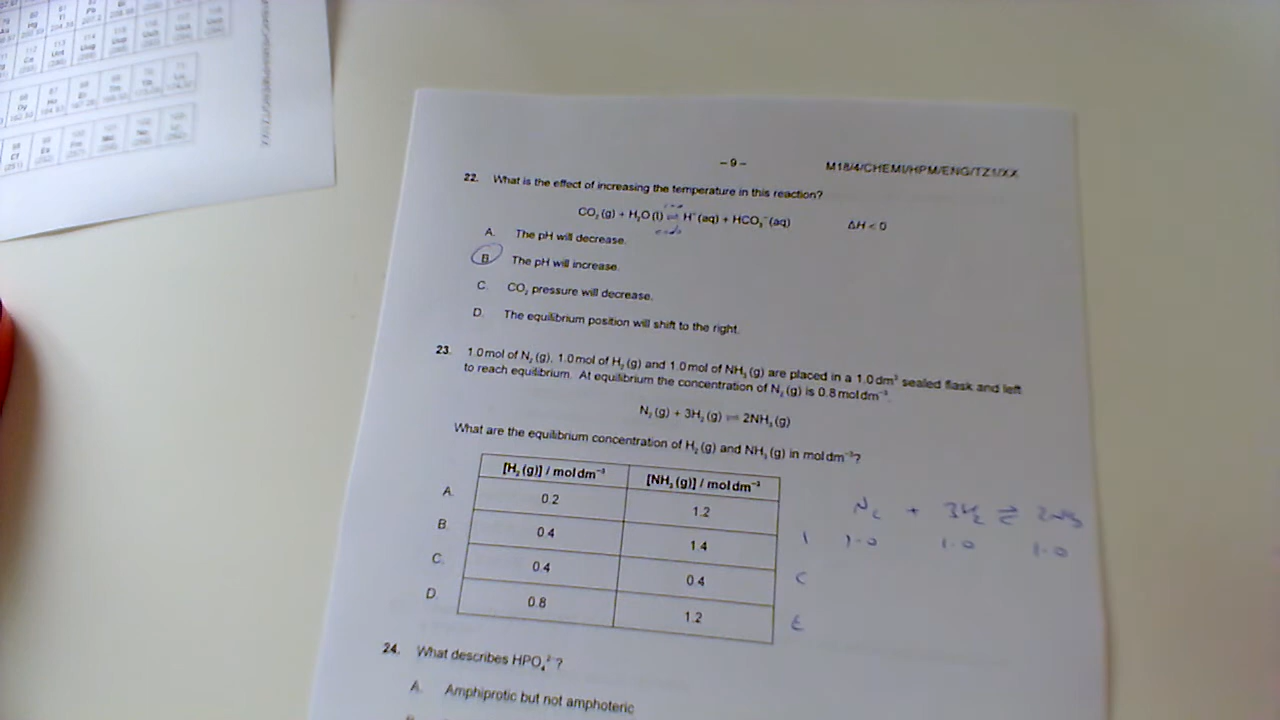 – 9 –
M18/4/CHEMI/HPM/ENG/TZ1/XX
22. What is the effect of increasing the temperature in this reaction?
CO₂ (g) + H₂O (l) ⇌ H⁺ (aq) + HCO₃⁻ (aq) ΔH < 0
A. The pH will decrease.
B. The pH will increase.
C. CO₂ pressure will decrease.
D. The equilibrium position will shift to the right.
23. 1.0 mol of N₂ (g), 1.0 mol of H₂ (g) and 1.0 mol of NH₃ (g) are placed in a 1.0 dm³ sealed flask and left
to reach equilibrium. At equilibrium the concentration of N₂ (g) is 0.8 mol dm⁻³.
N₂ (g) + 3H₂ (g) ⇌ 2NH₃ (g)
What are the equilibrium concentration of H₂ (g) and NH₃ (g) in mol dm⁻³?
[H₂ (g)] / mol dm⁻³ [NH₃ (g)] / mol dm⁻³
A. 0.2 1.2
B. 0.4 1.4
C. 0.4 0.4
D. 0.8 1.2
N₂ + 3H₂ ⇌ 2NH₃
I 1.0 1.0 1.0
C
E
24. What describes HPO₄²⁻?
A. Amphiprotic but not amphoteric